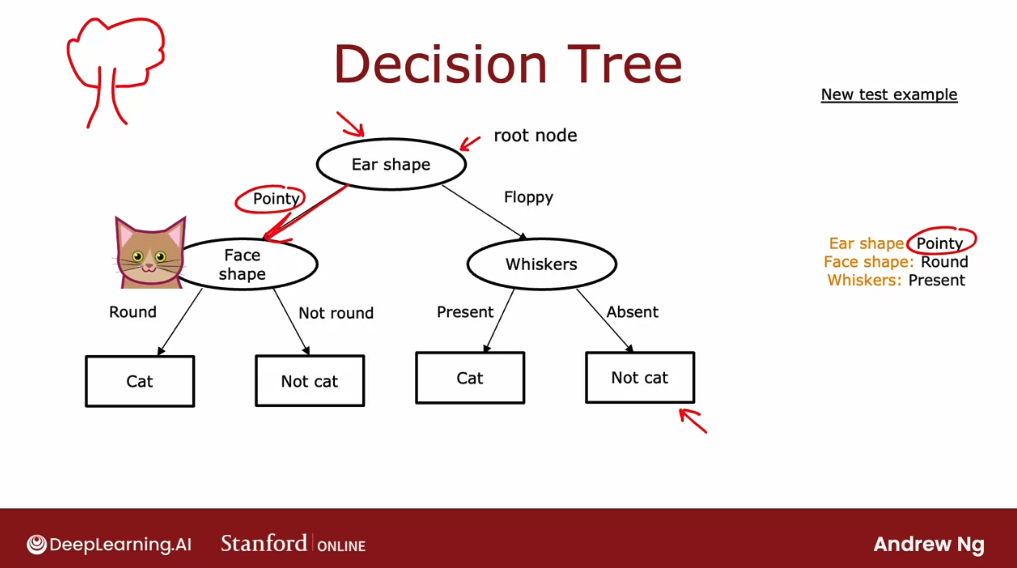 Decision Tree
New test example
root node
Ear shape
Pointy
Floppy
Face
shape
Whiskers
Ear shape Pointy
Face shape: Round
Whiskers: Present
Round
Not round
Present
Absent
Cat
Not cat
Cat
Not cat
DeepLearning.AI
Stanford | ONLINE
Andrew Ng